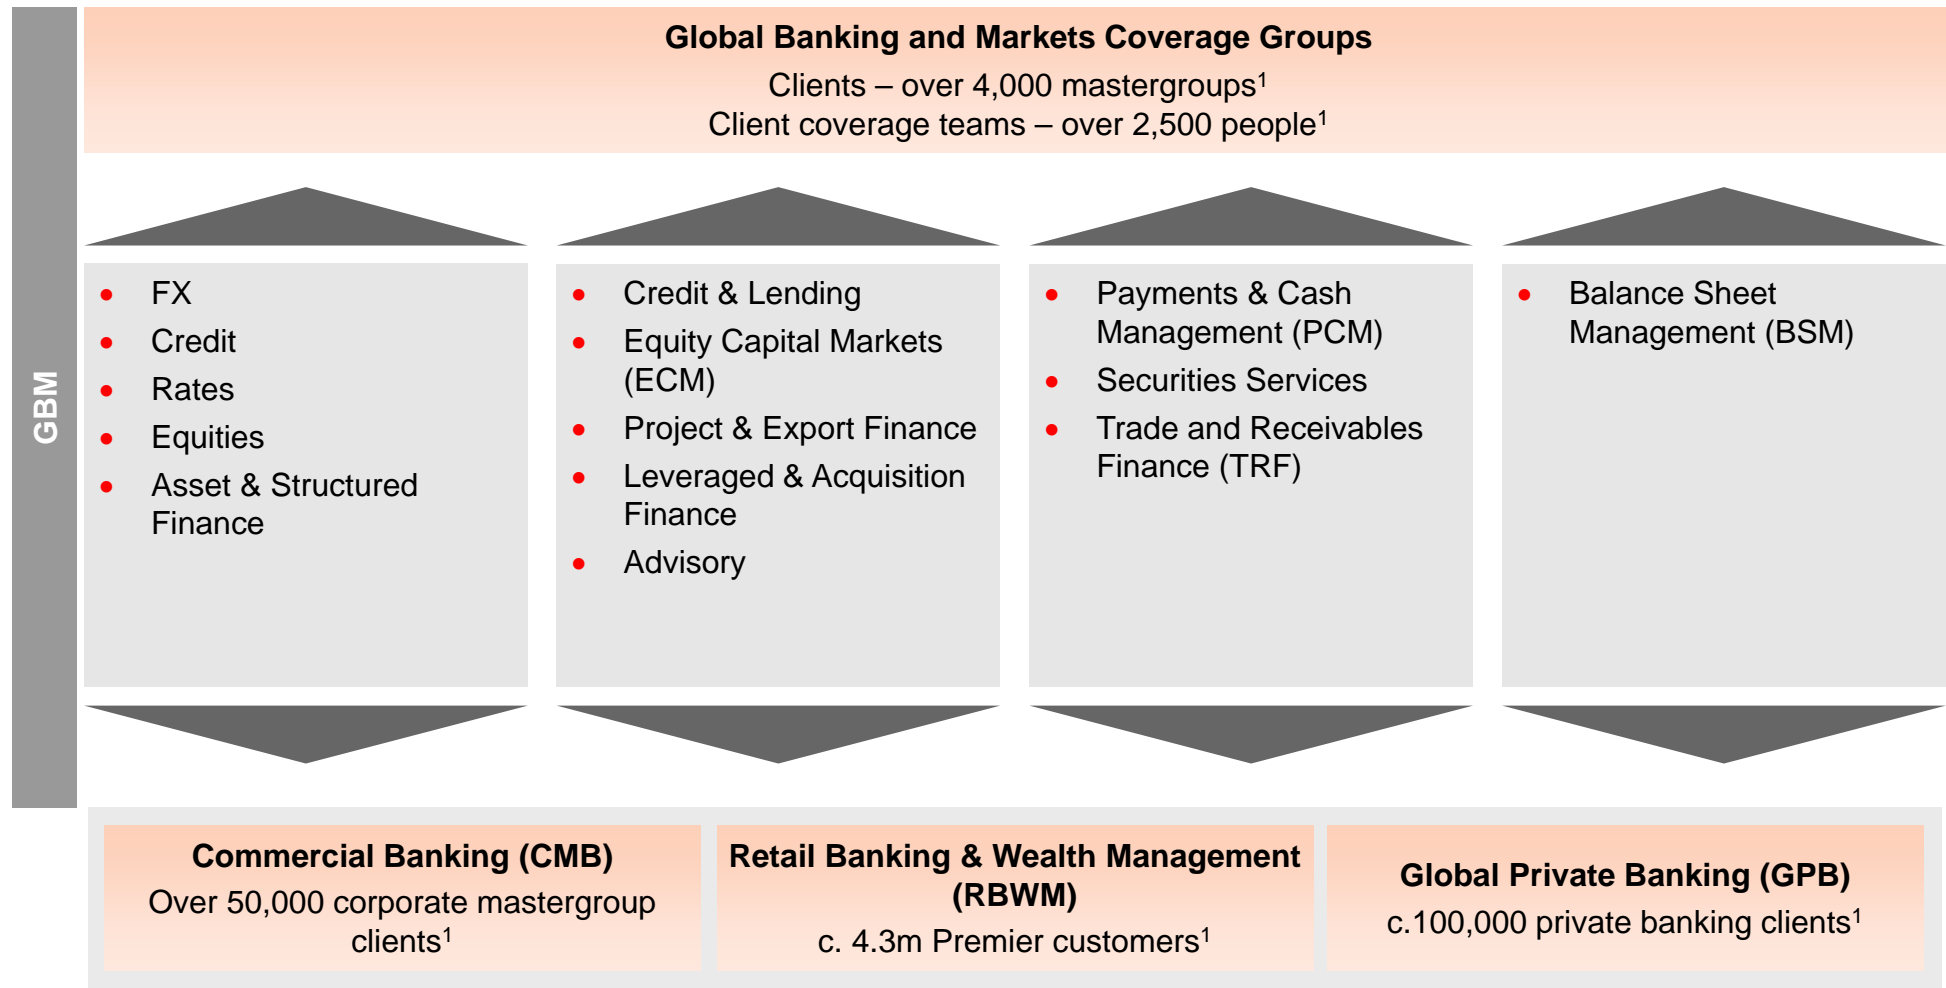 Global Banking and Markets Coverage Groups
Clients – over 4,000 mastergroups¹
Client coverage teams – over 2,500 people¹
GBM
• FX
• Credit
• Rates
• Equities
• Asset & Structured
Finance
• Credit & Lending
• Equity Capital Markets
(ECM)
• Project & Export Finance
• Leveraged & Acquisition
Finance
• Advisory
• Payments & Cash
Management (PCM)
• Securities Services
• Trade and Receivables
Finance (TRF)
• Balance Sheet
Management (BSM)
Commercial Banking (CMB)
Over 50,000 corporate mastergroup
clients¹
Retail Banking & Wealth Management
(RBWM)
c. 4.3m Premier customers¹
Global Private Banking (GPB)
c.100,000 private banking clients¹